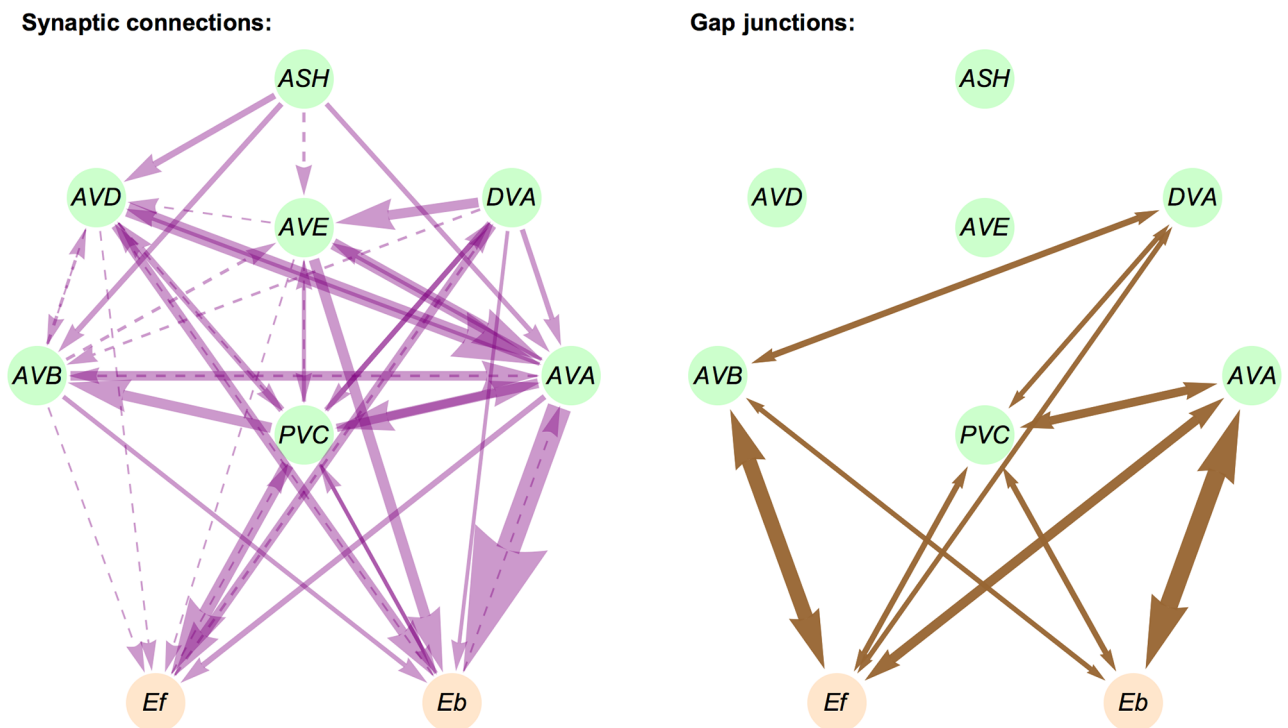 Synaptic connections:
ASH
AVD
DVA
AVE
AVB
AVA
PVC
Ef
Eb
Gap junctions:
ASH
AVD
DVA
AVE
AVB
AVA
PVC
Ef
Eb